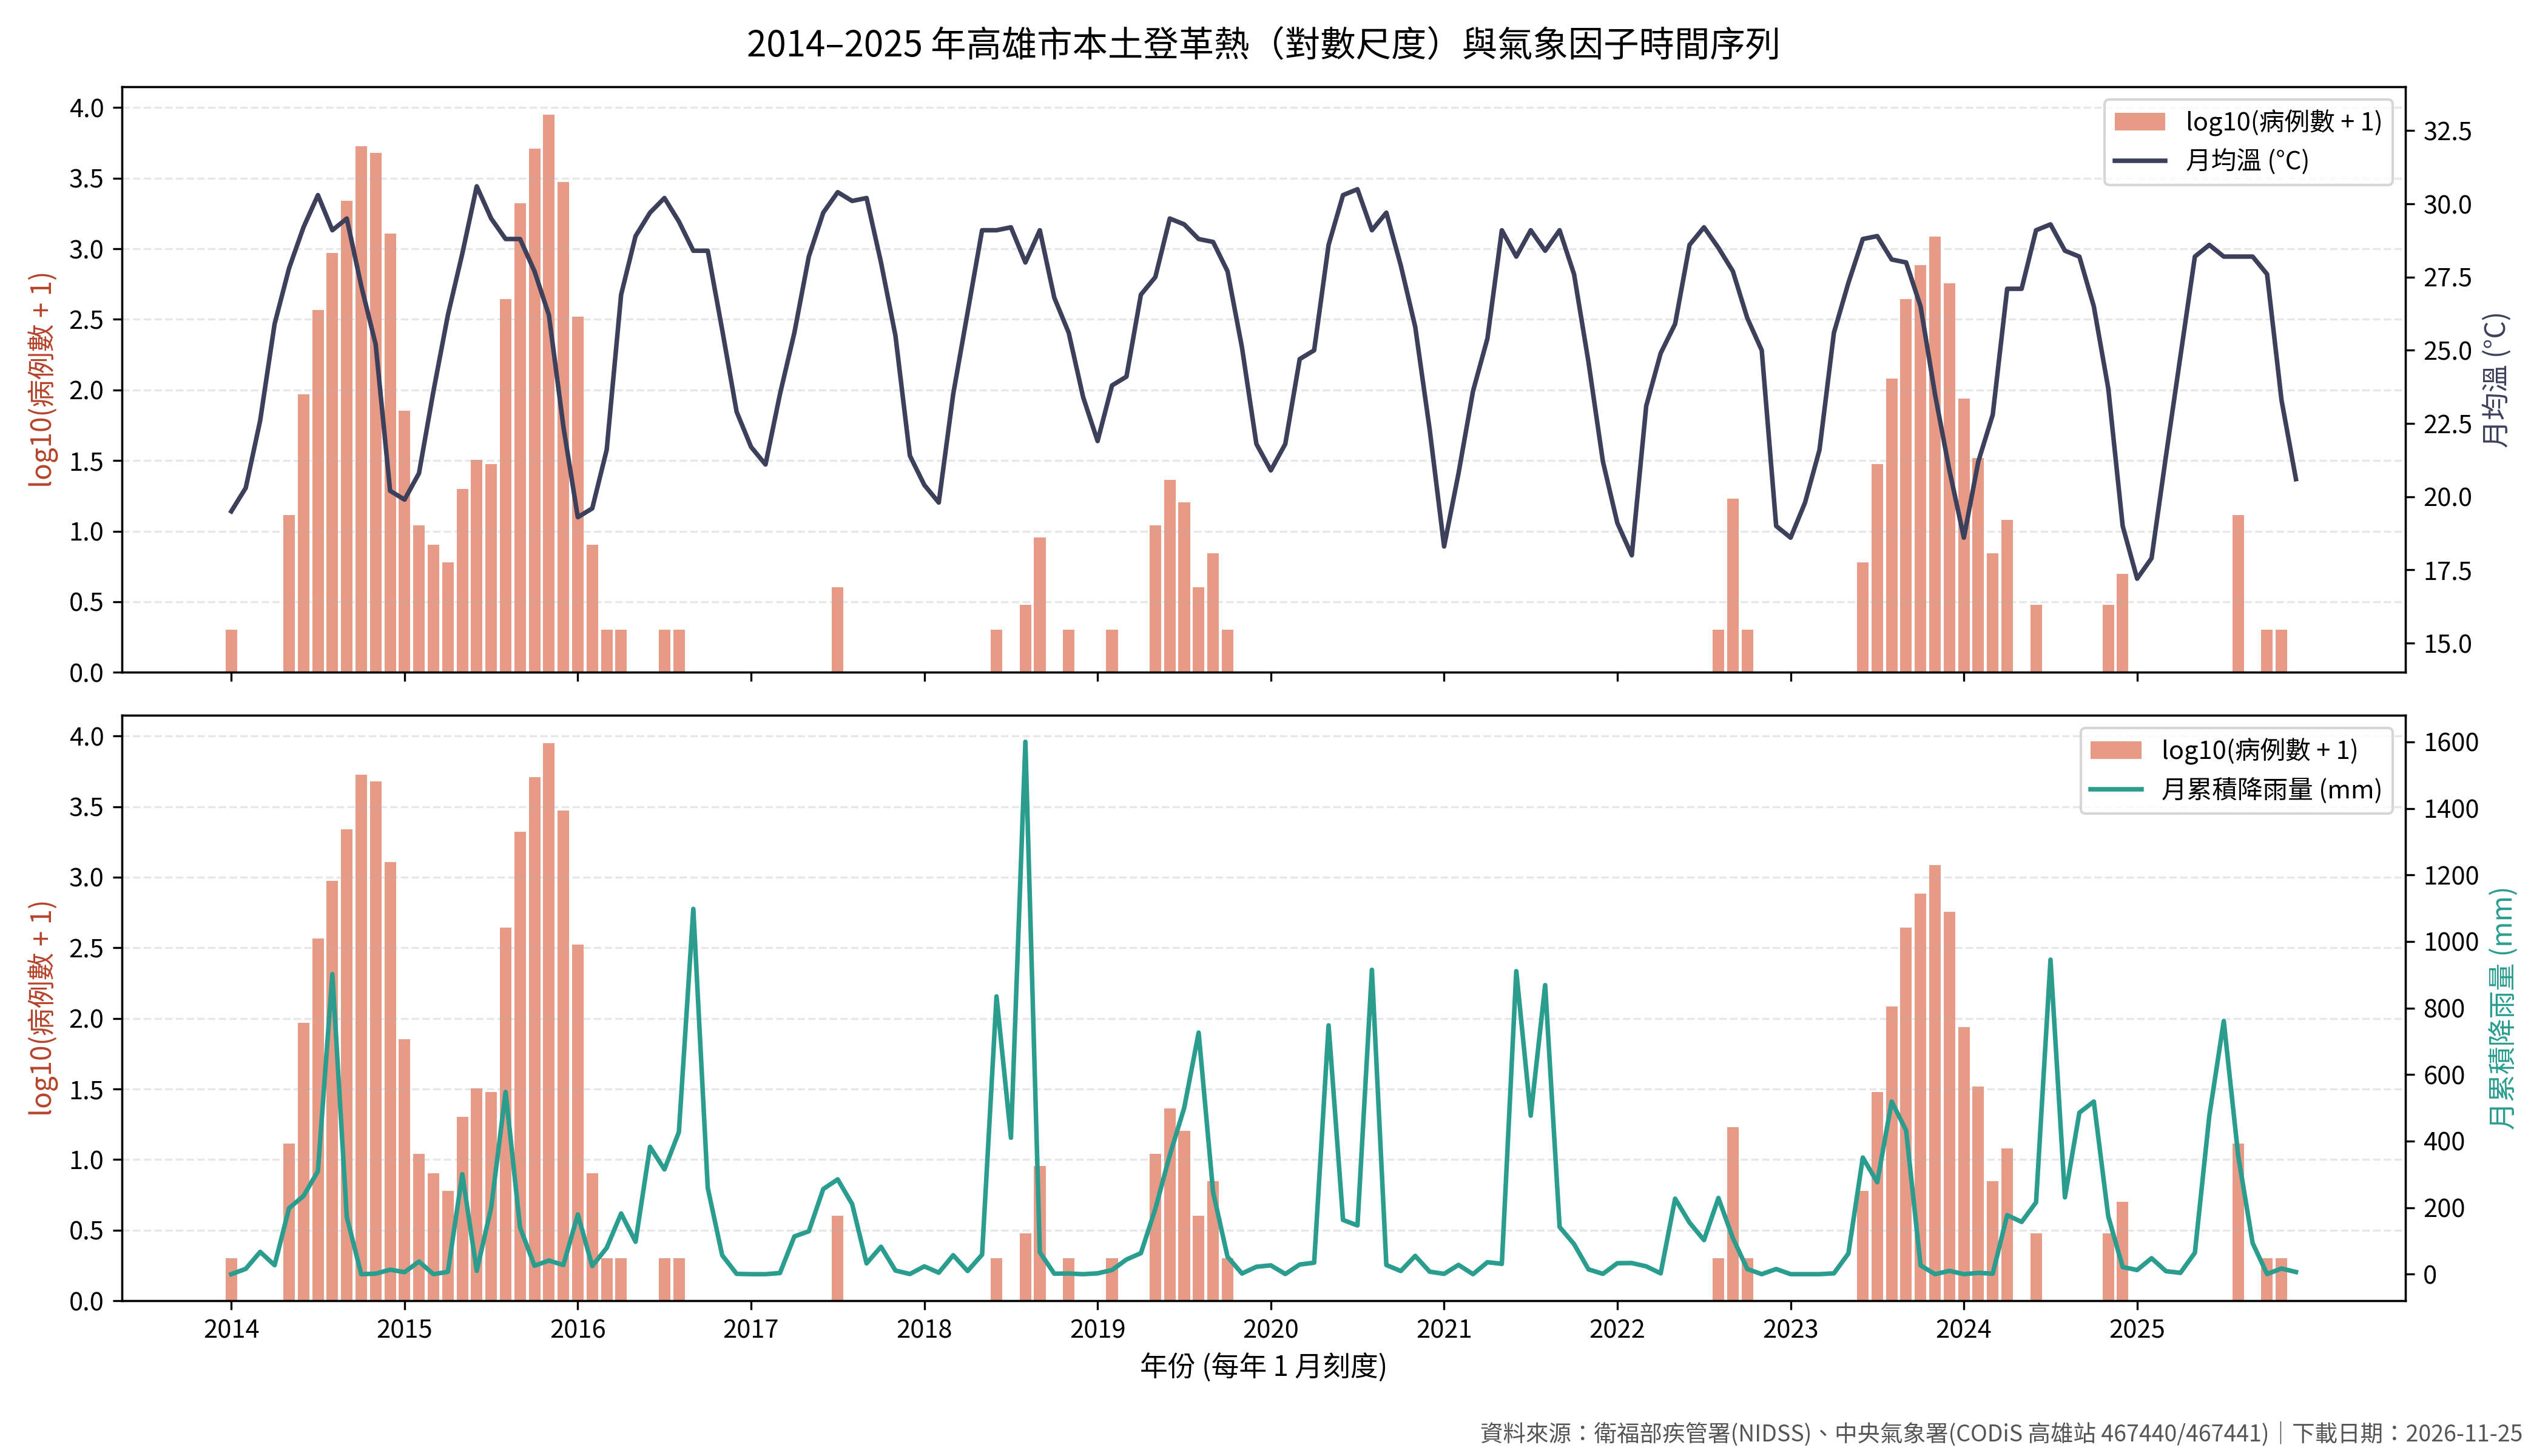 2014–2025 年高雄市本土登革熱（對數尺度）與氣象因子時間序列
log10(病例數 + 1)
4.0
3.5
3.0
2.5
2.0
1.5
1.0
0.5
0.0
log10(病例數 + 1)
月均溫 (°C)
32.5
30.0
27.5
25.0
22.5
20.0
17.5
15.0
月均溫 (°C)
log10(病例數 + 1)
4.0
3.5
3.0
2.5
2.0
1.5
1.0
0.5
0.0
log10(病例數 + 1)
月累積降雨量 (mm)
1600
1400
1200
1000
800
600
400
200
0
月累積降雨量 (mm)
2014 2015 2016 2017 2018 2019 2020 2021 2022 2023 2024 2025
年份 (每年 1 月刻度)
資料來源：衛福部疾管署(NIDSS)、中央氣象署(CODiS 高雄站 467440/467441)｜下載日期：2026-11-25